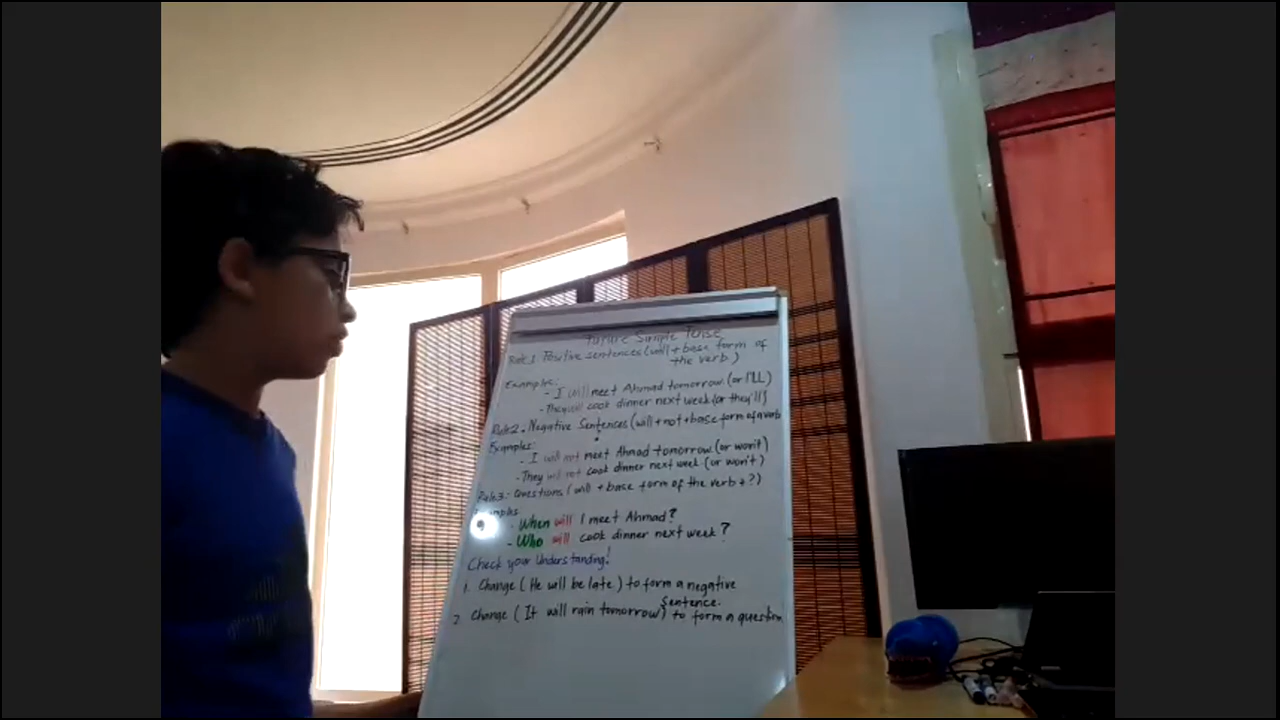 Future Simple Tense
Rule 1 Positive sentences (will + base form of
the verb)
Examples:
- I will meet Ahmad tomorrow. (or I'LL)
- They will cook dinner next week (or they'll)
Rule 2. Negative Sentences (will + not + base form of a verb
Examples:
- I will not meet Ahmad tomorrow (or won't)
- They will not cook dinner next week (or won't)
Rule 3: Questions (will + base form of the verb + ?)
Examples
- When will I meet Ahmad?
- Who will cook dinner next week?
Check your Understanding!
1. Change (He will be late) to form a negative
Sentence.
2. Change (It will rain tomorrow) to form a question